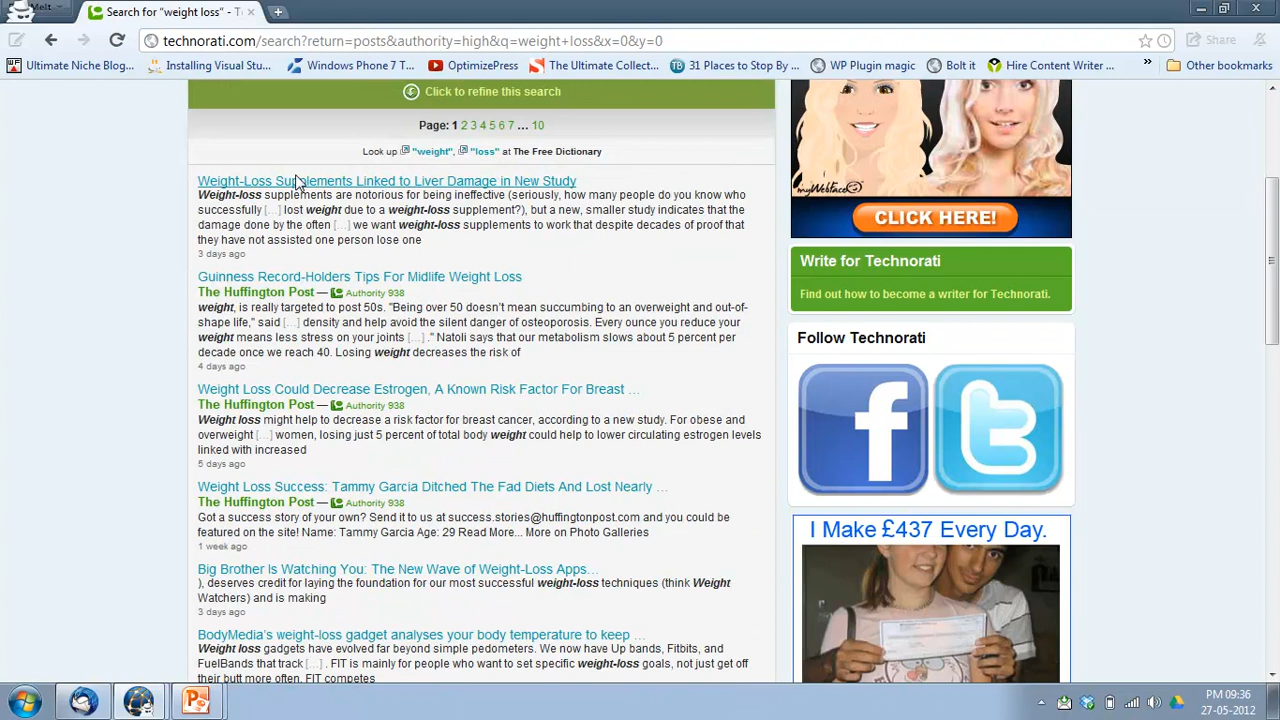 Melt
Search for "weight loss" - T
technorati.com/search?return=posts&authority=high&q=weight+loss&x=0&y=0
Share
Ultimate Niche Blog...
Installing Visual Stu...
Windows Phone 7 T...
OptimizePress
The Ultimate Collect...
31 Places to Stop By ...
WP Plugin magic
Bolt it
Hire Content Writer ...
Other bookmarks
Click to refine this search
Page: 1 2 3 4 5 6 7 ... 10
Look up "weight", "loss" at The Free Dictionary
Weight-Loss Supplements Linked to Liver Damage in New Study
Weight-loss supplements are notorious for being ineffective (seriously, how many people do you know who
successfully [...] lost weight due to a weight-loss supplement?), but a new, smaller study indicates that the
damage done by the often [...] we want weight-loss supplements to work that despite decades of proof that
they have not assisted one person lose one
3 days ago
Guinness Record-Holders Tips For Midlife Weight Loss
The Huffington Post — Authority 938
weight, is really targeted to post 50s. "Being over 50 doesn't mean succumbing to an overweight and out-of-
shape life," said [...] density and help avoid the silent danger of osteoporosis. Every ounce you reduce your
weight means less stress on your joints [...] ." Natoli says that our metabolism slows about 5 percent per
decade once we reach 40. Losing weight decreases the risk of
4 days ago
Weight Loss Could Decrease Estrogen, A Known Risk Factor For Breast ...
The Huffington Post — Authority 938
Weight loss might help to decrease a risk factor for breast cancer, according to a new study. For obese and
overweight [...] women, losing just 5 percent of total body weight could help to lower circulating estrogen levels
linked with increased
5 days ago
Weight Loss Success: Tammy Garcia Ditched The Fad Diets And Lost Nearly ...
The Huffington Post — Authority 938
Got a success story of your own? Send it to us at success.stories@huffingtonpost.com and you could be
featured on the site! Name: Tammy Garcia Age: 29 Read More... More on Photo Galleries
1 week ago
Big Brother Is Watching You: The New Wave of Weight-Loss Apps...
), deserves credit for laying the foundation for our most successful weight-loss techniques (think Weight
Watchers) and is making
3 days ago
BodyMedia's weight-loss gadget analyses your body temperature to keep ...
Weight loss gadgets have evolved far beyond simple pedometers. We now have Up bands, Fitbits, and
FuelBands that track [...] . FIT is mainly for people who want to set specific weight-loss goals, not just get off
their butt more often. FIT competes
myWebface
CLICK HERE!
Write for Technorati
Find out how to become a writer for Technorati.
Follow Technorati
I Make £437 Every Day.
PM 09:36
27-05-2012